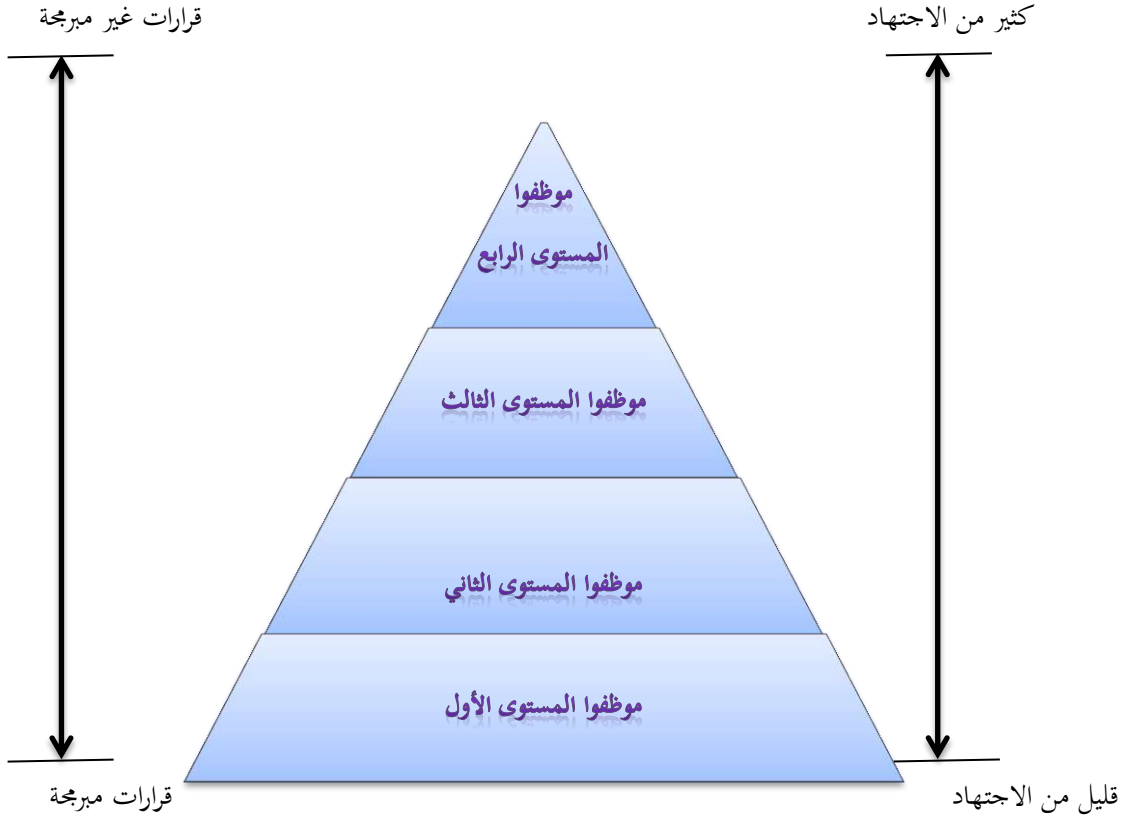 كثير من الاجتهاد
قرارات غير مبرمجة
موظفوا
المستوى الرابع
موظفوا المستوى الثالث
موظفوا المستوى الثاني
موظفوا المستوى الأول
قليل من الاجتهاد
قرارات مبرمجة